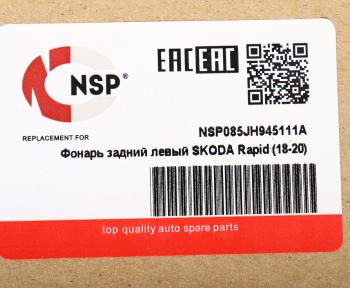 NSP®
EAC EAC
REPLACEMENT FOR
NSP085JH945111A
Фонарь задний левый SKODA Rapid (18-20)
top quality auto spare parts